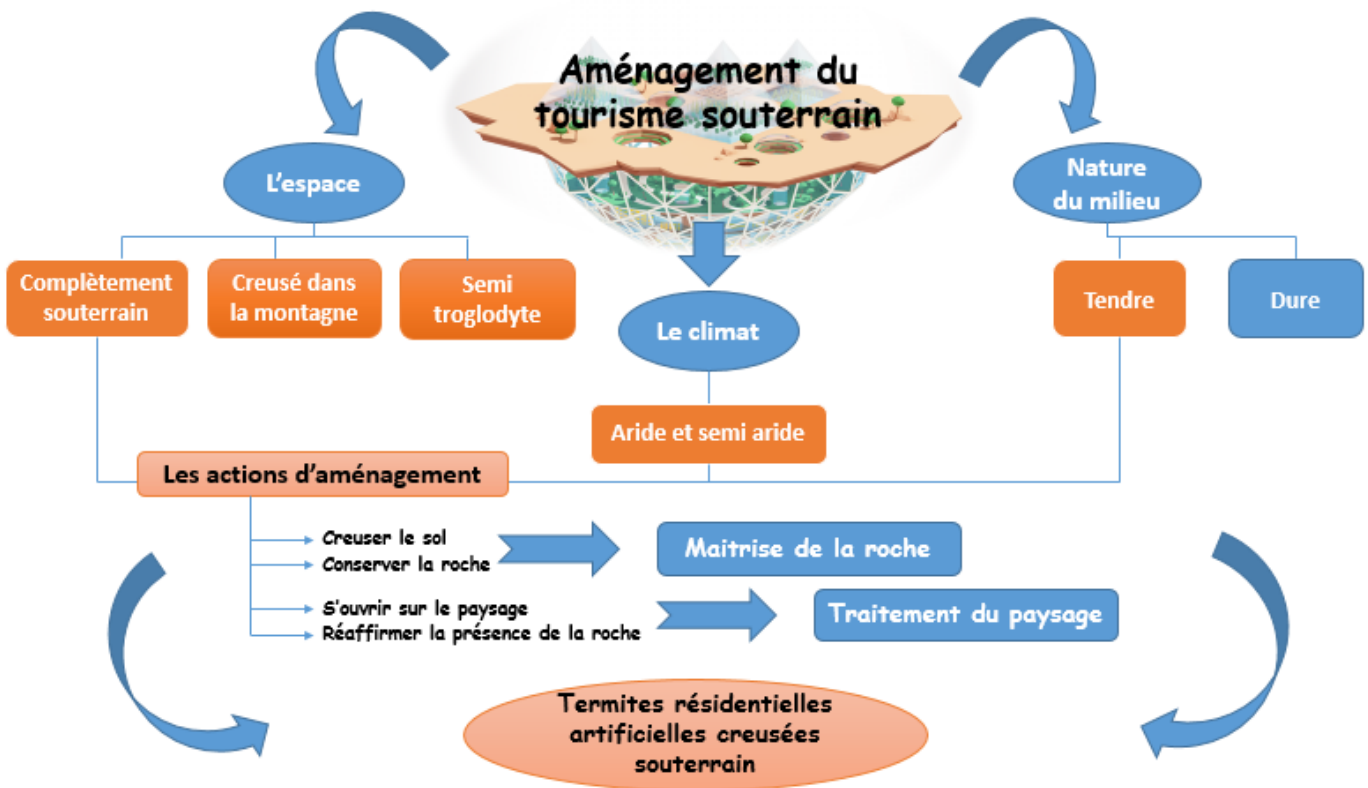 Aménagement du
tourisme souterrain
L'espace
Nature
du milieu
Complètement
souterrain
Creusé dans
la montagne
Semi
troglodyte
Le climat
Tendre
Dure
Aride et semi aride
Les actions d'aménagement
Creuser le sol
Conserver la roche
Maitrise de la roche
S'ouvrir sur le paysage
Réaffirmer la présence de la roche
Traitement du paysage
Termites résidentielles
artificielles creusées
souterrain